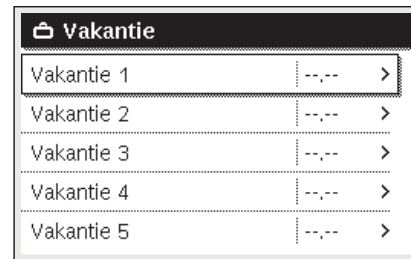 Vakantie
Vakantie 1 --.-- >
Vakantie 2 --.-- >
Vakantie 3 --.-- >
Vakantie 4 --.-- >
Vakantie 5 --.-- >